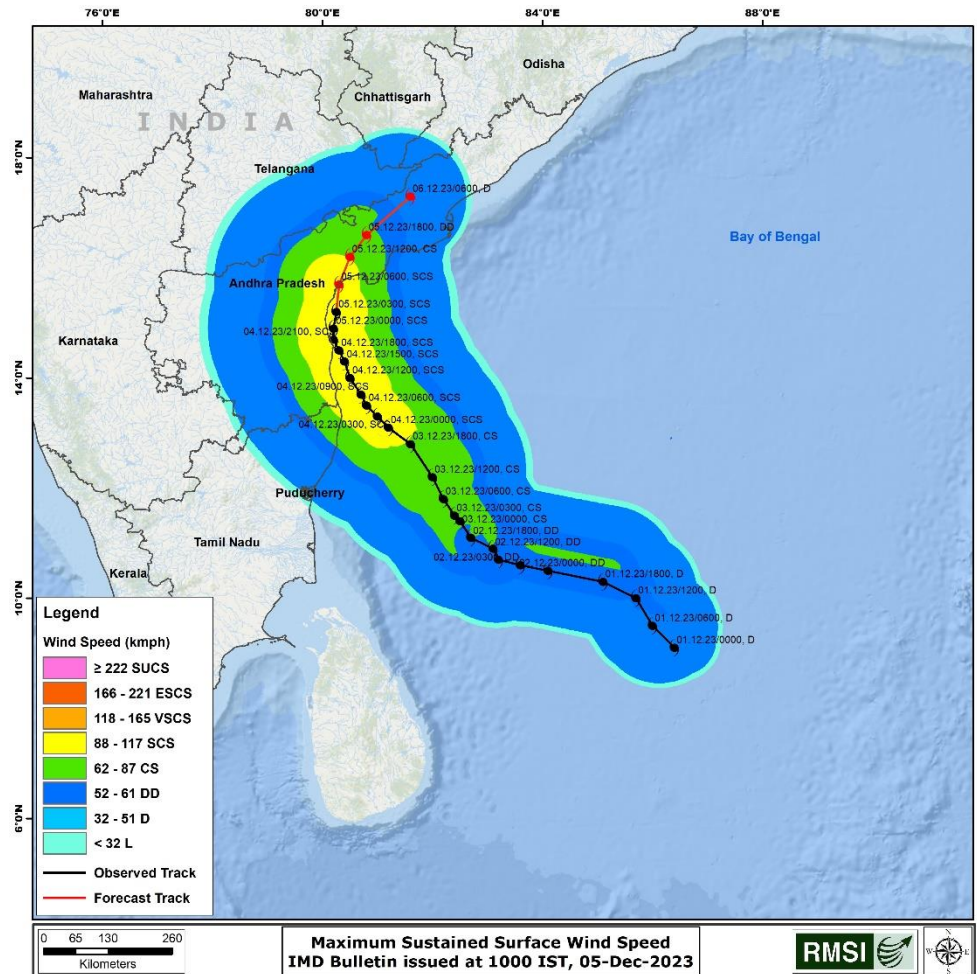 76°0'E
80°0'E
84°0'E
88°0'E
18°0'N
14°0'N
10°0'N
6°0'N
Odisha
Maharashtra
Chhattisgarh
INDIA
Telangana
06.12.23/0600, D
05.12.23/1800, DD
Bay of Bengal
05.12.23/1200, CS
Andhra Pradesh
05.12.23/0600, SCS
05.12.23/0300, SCS
05.12.23/0000, SCS
04.12.23/2100, SCS
Karnataka
04.12.23/1800, SCS
04.12.23/1500, SCS
04.12.23/1200, SCS
04.12.23/0900, SCS
04.12.23/0600, SCS
04.12.23/0300, SCS
04.12.23/0000, SCS
03.12.23/1800, CS
03.12.23/1200, CS
Puducherry
03.12.23/0600, CS
03.12.23/0300, CS
03.12.23/0000, CS
02.12.23/1800, DD
Tamil Nadu
02.12.23/1200, DD
02.12.23/0300, DD
02.12.23/0000, DD
Kerala
01.12.23/1800, D
01.12.23/1200, D
01.12.23/0600, D
01.12.23/0000, D
Legend
Wind Speed (kmph)
≥ 222 SUCS
166 - 221 ESCS
118 - 165 VSCS
88 - 117 SCS
62 - 87 CS
52 - 61 DD
32 - 51 D
< 32 L
Observed Track
Forecast Track
0 65 130 260
Kilometers
Maximum Sustained Surface Wind Speed
IMD Bulletin issued at 1000 IST, 05-Dec-2023
RMSI
N
W E
S